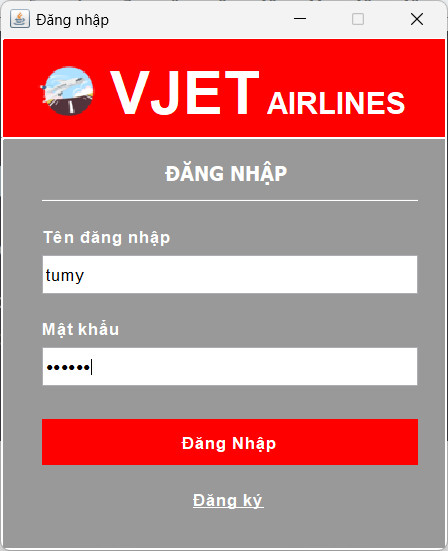 Đăng nhập
VJET AIRLINES
ĐĂNG NHẬP
Tên đăng nhập
tumy
Mật khẩu
••••••
Đăng Nhập
Đăng ký